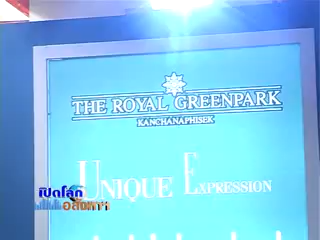 THE ROYAL GREENPARK
KANCHANAPHISEK
UNIQUE EXPRESSION
เปิดโลก
อสังหาฯ